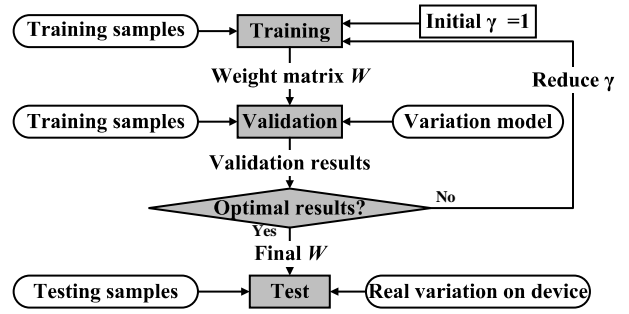 Training samples
Training
Initial γ =1
Weight matrix W
Reduce γ
Training samples
Validation
Variation model
Validation results
Optimal results?
No
Yes
Final W
Testing samples
Test
Real variation on device